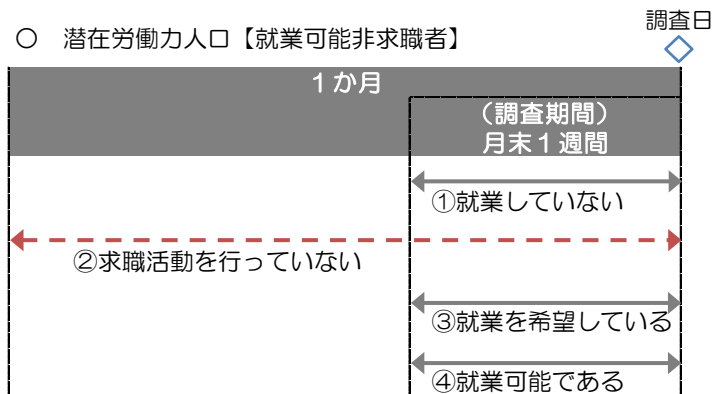 調査日
○ 潜在労働力人口【就業可能非求職者】
1か月
（調査期間）
月末1週間
①就業していない
②求職活動を行っていない
③就業を希望している
④就業可能である